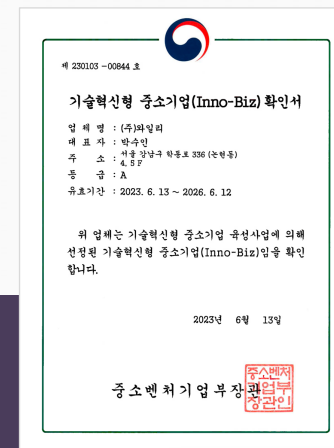 제 230103-00844 호
기술혁신형 중소기업(Inno-Biz) 확인서
업 체 명 : (주)와일리
대 표 자 : 박수인
주 소 : 서울 강남구 학동로 336 (논현동)
4, 5 F
등 급 : A
유효기간 : 2023. 6. 13 ~ 2026. 6. 12
위 업체는 기술혁신형 중소기업 육성사업에 의해
선정된 기술혁신형 중소기업(Inno-Biz)임을 확인
합니다.
2023년 6월 13일
중소벤처기업부장관
중소벤처
기업부
장관인